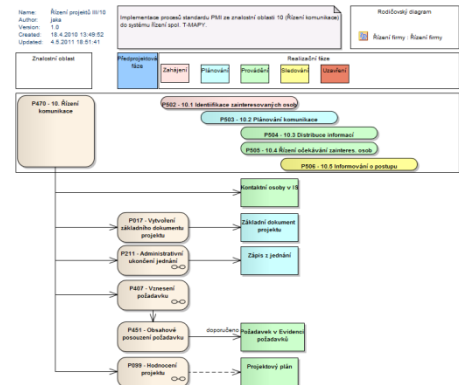 Name: Řízení projektů III/10
Author: jaka
Version: 1.0
Created: 18.4.2010 13:49:52
Updated: 4.5.2011 18:51:41
Implementace procesů standardu PMI ze znalostní oblasti 10 (Řízení komunikace)
do systému řízení spol. T-MAPY.
Rodičovský diagram
Řízení firmy : Řízení firmy
Znalostní oblast
Předprojektová
fáze
Realizační fáze
Zahájení
Plánování
Provádění
Sledování
Uzavření
P470 - 10. Řízení
komunikace
P502 - 10.1 Identifikace zainteresovaných osob
P503 - 10.2 Plánování komunikace
P504 - 10.3 Distribuce informací
P505 - 10.4 Řízení očekávání zainteres. osob
P506 - 10.5 Informování o postupu
Kontaktní osoby v IS
P017 - Vytvoření
základního dokumentu
projektu
Základní dokument
projektu
P211 - Administrativní
ukončení jednání
Zápis z jednání
P407 - Vznesení
požadavku
P451 - Obsahové
posouzení požadavku
doporučeno
Požadavek v Evidenci
požadavků
P099 - Hodnocení
projektu
Projektový plán